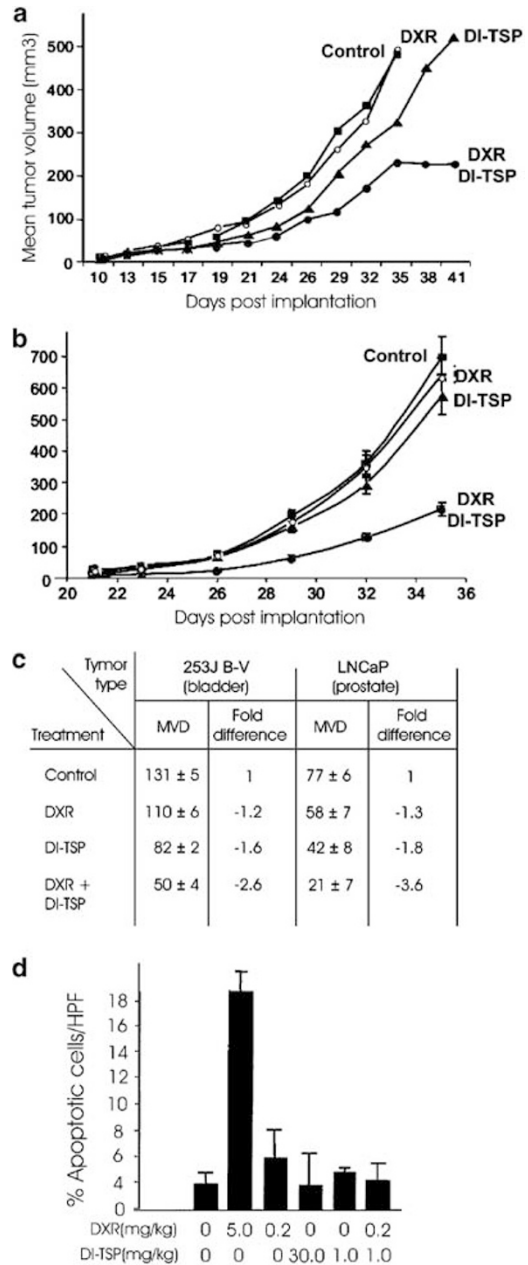 a
Mean tumor volume (mm3)
500
400
300
200
100
0
Control
DXR
DI-TSP
DXR
DI-TSP
10 13 15 17 19 21 24 26 29 32 35 38 41
Days post implantation
b
700
600
500
400
300
200
100
0
Control
DXR
DI-TSP
DXR
DI-TSP
20 22 24 26 28 30 32 34 36
Days post implantation
c
Tymor type 253J B-V (bladder) LNCaP (prostate)
Treatment MVD Fold difference MVD Fold difference
Control 131 ± 5 1 77 ± 6 1
DXR 110 ± 6 -1.2 58 ± 7 -1.3
DI-TSP 82 ± 2 -1.6 42 ± 8 -1.8
DXR + DI-TSP 50 ± 4 -2.6 21 ± 7 -3.6
d
% Apoptotic cells/HPF
18
16
14
12
8
6
4
0
DXR(mg/kg) 0 5.0 0.2 0 0 0.2
DI-TSP(mg/kg) 0 0 0 30.0 1.0 1.0